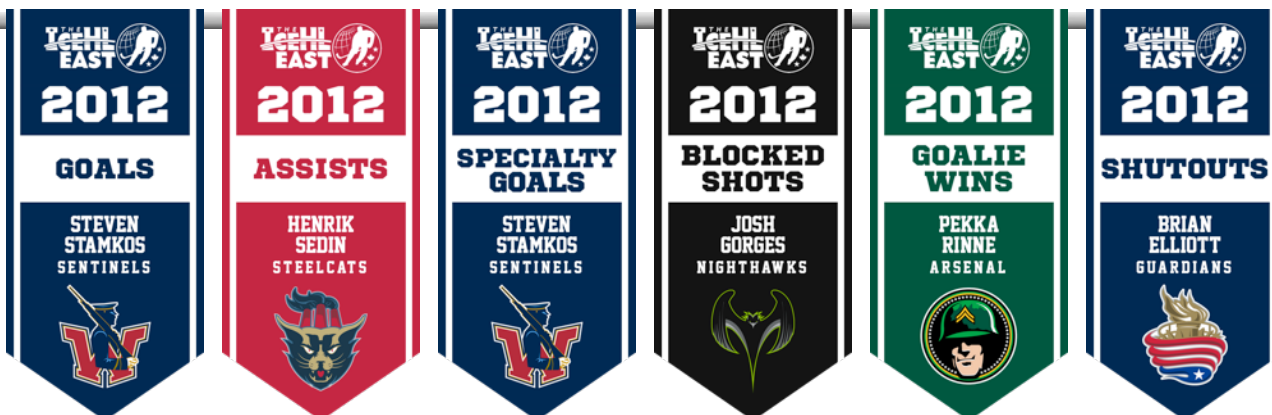 THE
ICEHL
EAST
2012
GOALS
STEVEN
STAMKOS
SENTINELS
W
THE
ICEHL
EAST
2012
ASSISTS
HENRIK
SEDIN
STEELCATS
THE
ICEHL
EAST
2012
SPECIALTY
GOALS
STEVEN
STAMKOS
SENTINELS
W
THE
ICEHL
EAST
2012
BLOCKED
SHOTS
JOSH
GORGES
NIGHTHAWKS
THE
ICEHL
EAST
2012
GOALIE
WINS
PEKKA
RINNE
ARSENAL
THE
ICEHL
EAST
2012
SHUTOUTS
BRIAN
ELLIOTT
GUARDIANS